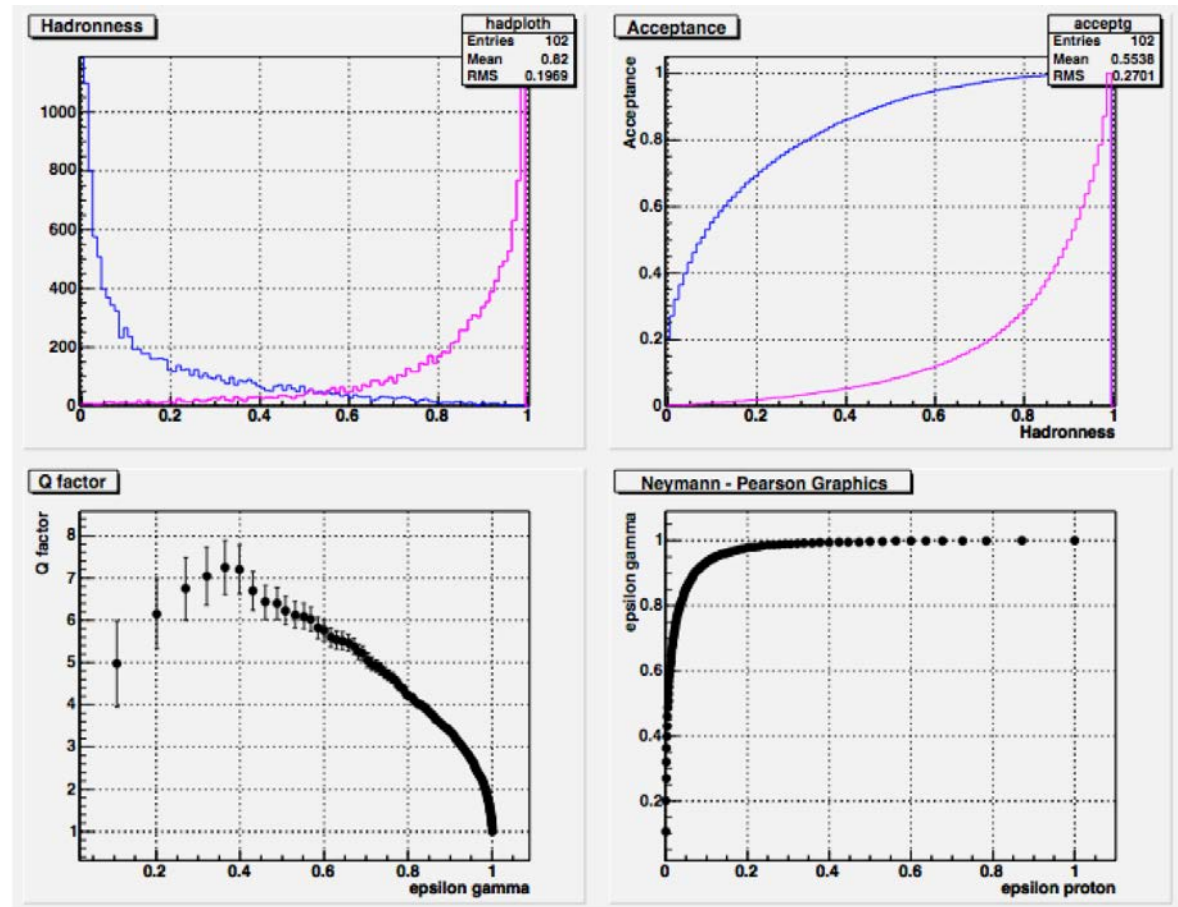 Hadronness
hadploth
Entries 102
Mean 0.82
RMS 0.1969
1000
800
600
400
200
0
0 0.2 0.4 0.6 0.8 1
Acceptance
acceptg
Entries 102
Mean 0.5538
RMS 0.2701
Acceptance
1
0.8
0.6
0.4
0.2
0
0 0.2 0.4 0.6 0.8 1
Hadronness
Q factor
Q factor
8
7
6
5
4
3
2
1
0.2 0.4 0.6 0.8 1
epsilon gamma
Neymann - Pearson Graphics
epsilon gamma
1
0.8
0.6
0.4
0.2
0 0.2 0.4 0.6 0.8 1
epsilon proton